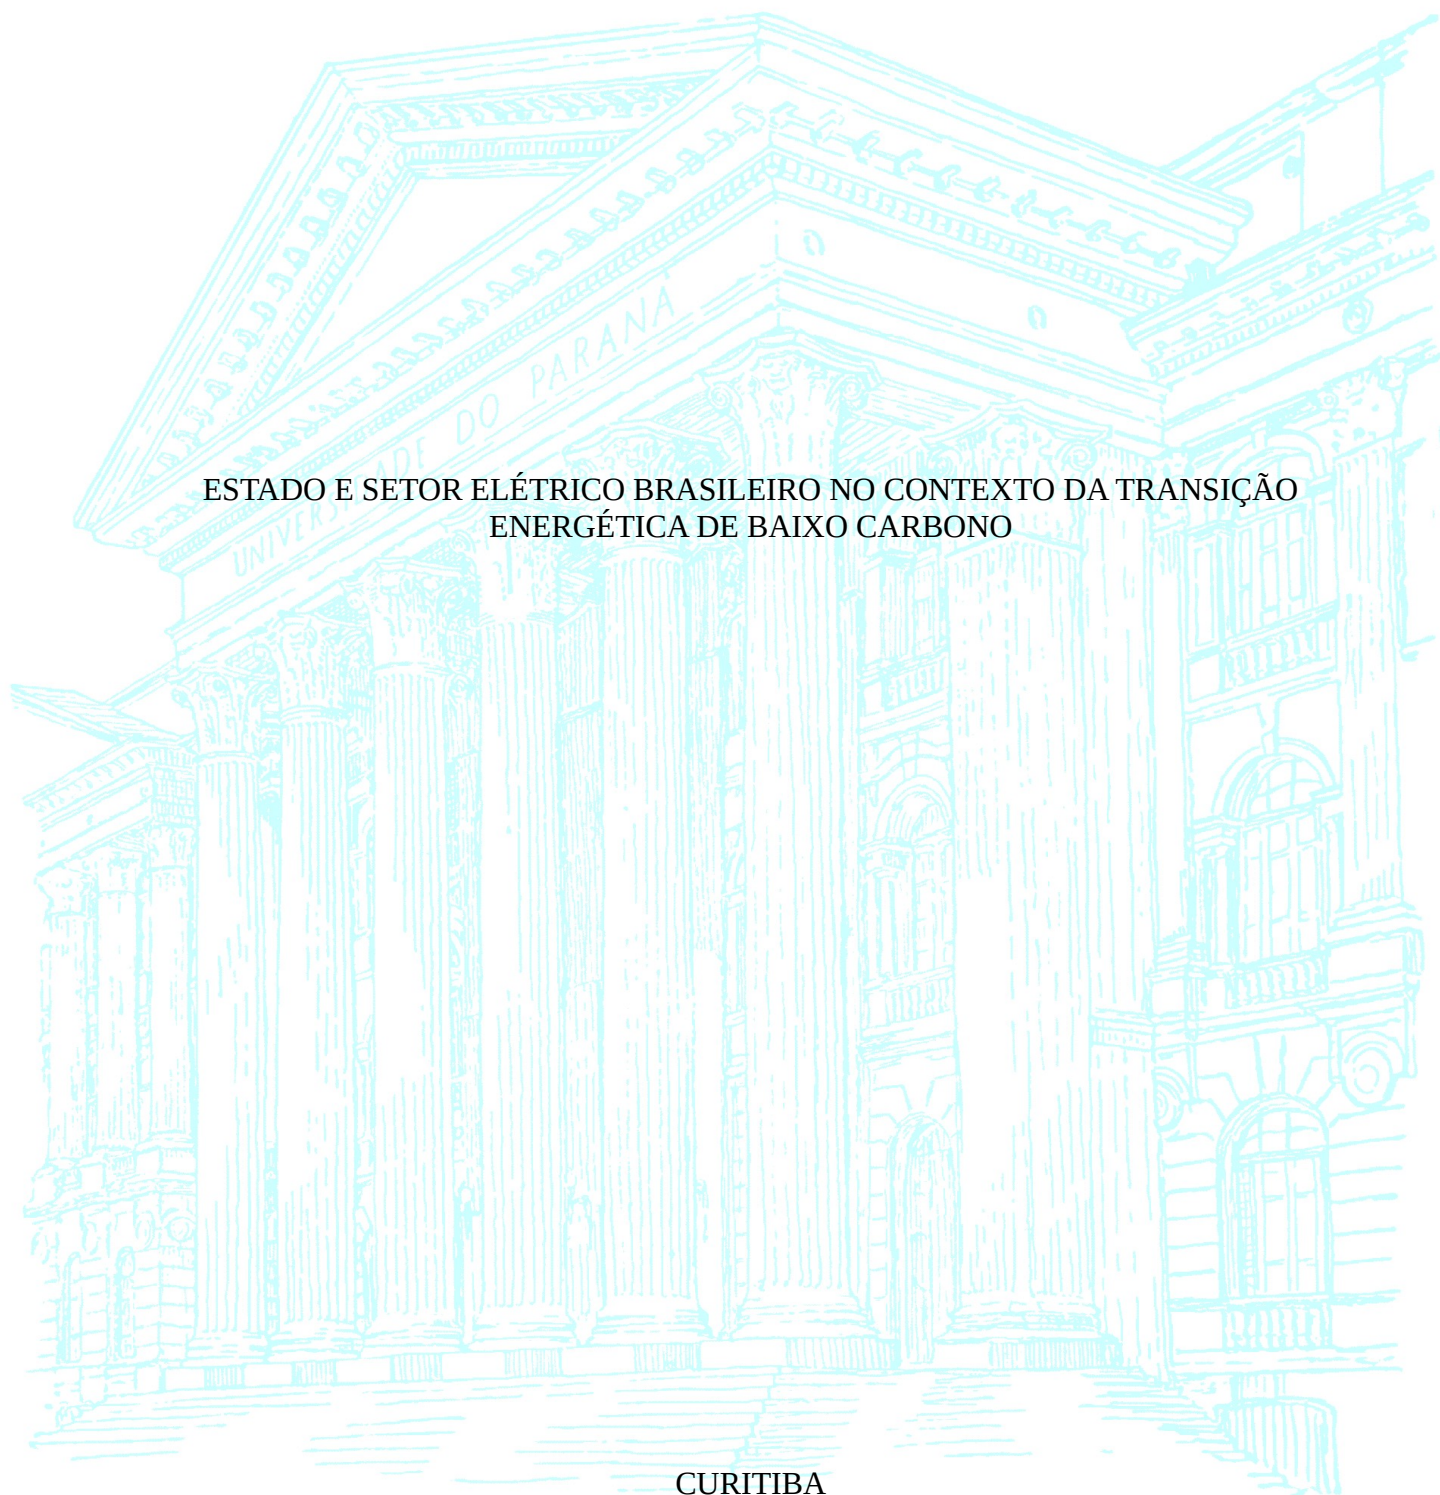 UNIVERSIDADE DO PARANÁ
ESTADO E SETOR ELÉTRICO BRASILEIRO NO CONTEXTO DA TRANSIÇÃO
ENERGÉTICA DE BAIXO CARBONO
CURITIBA